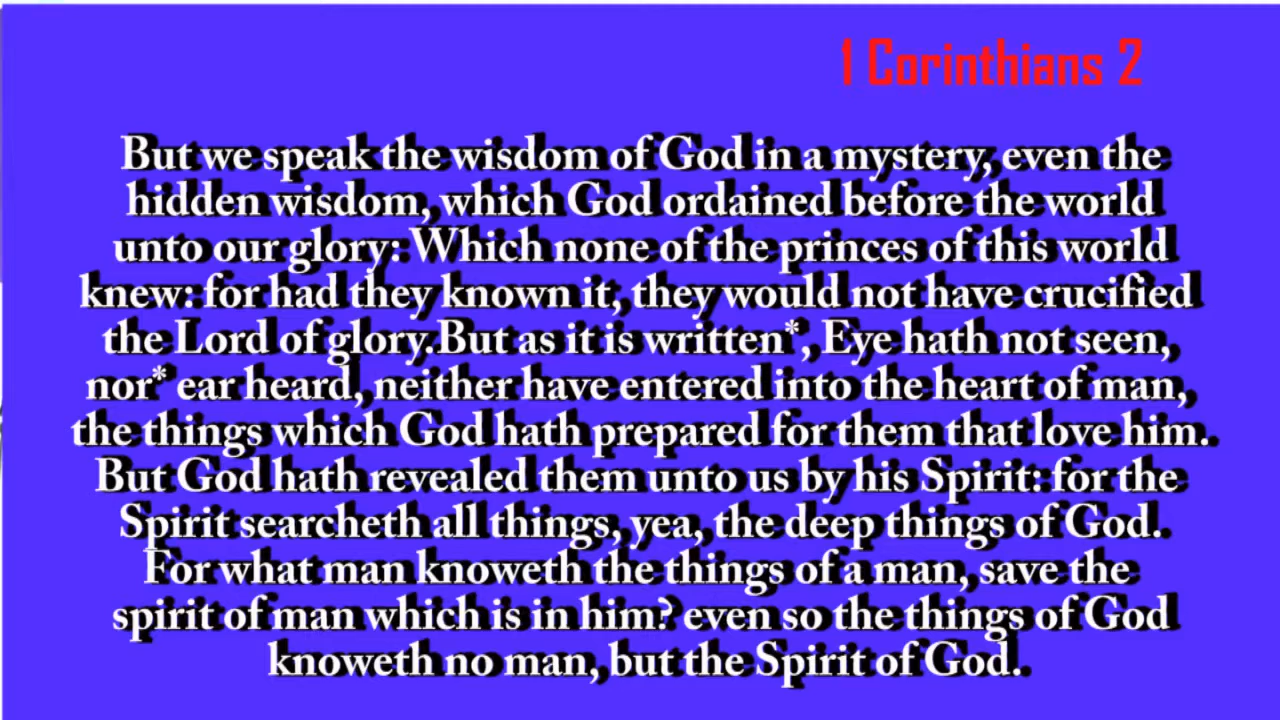 1 Corinthians 2
But we speak the wisdom of God in a mystery, even the
hidden wisdom, which God ordained before the world
unto our glory: Which none of the princes of this world
knew: for had they known it, they would not have crucified
the Lord of glory.But as it is written*, Eye hath not seen,
nor* ear heard, neither have entered into the heart of man,
the things which God hath prepared for them that love him.
But God hath revealed them unto us by his Spirit: for the
Spirit searcheth all things, yea, the deep things of God.
For what man knoweth the things of a man, save the
spirit of man which is in him? even so the things of God
knoweth no man, but the Spirit of God.